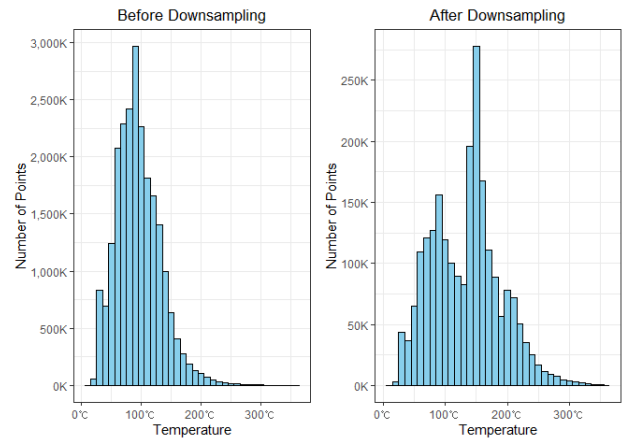 Before Downsampling
3,000K
2,500K
2,000K
1,500K
1,000K
500K
0K
Number of Points
0℃ 100℃ 200℃ 300℃
Temperature
After Downsampling
250K
200K
150K
100K
50K
0K
Number of Points
0℃ 100℃ 200℃ 300℃
Temperature